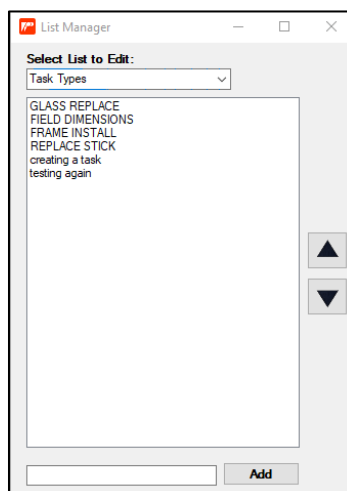 List Manager
Select List to Edit:
Task Types
GLASS REPLACE
FIELD DIMENSIONS
FRAME INSTALL
REPLACE STICK
creating a task
testing again
Add